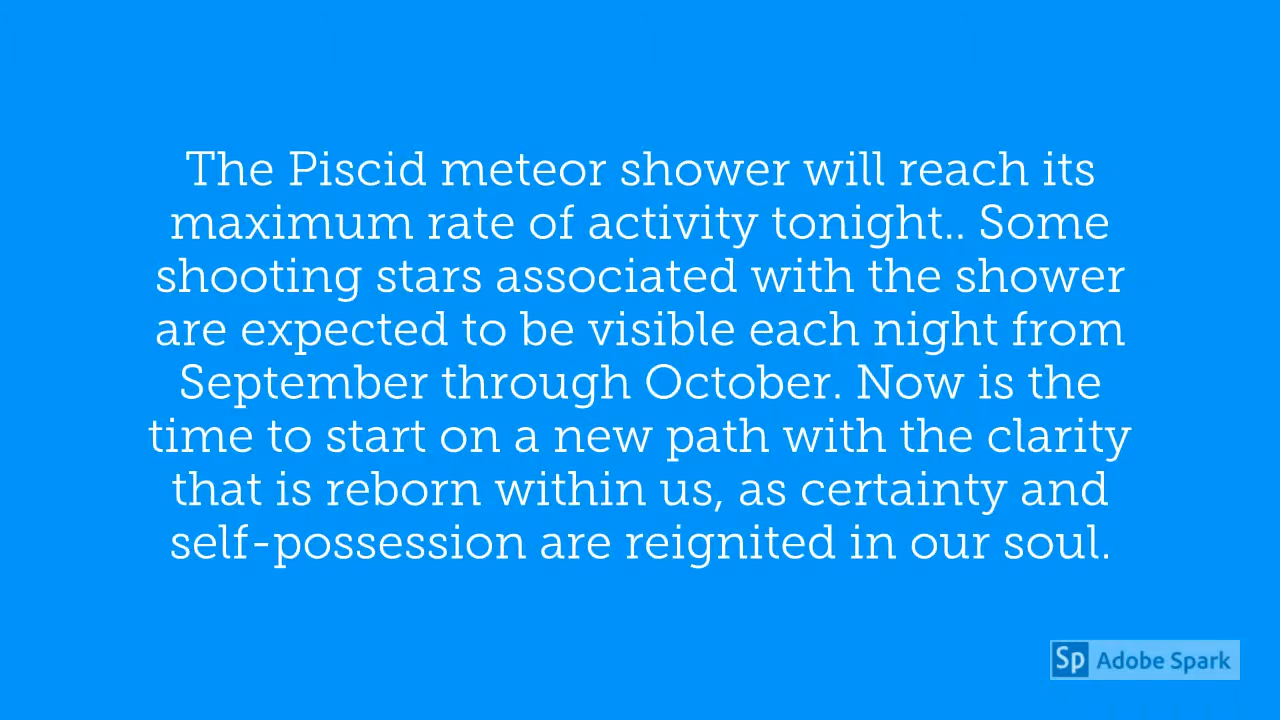 The Piscid meteor shower will reach its
maximum rate of activity tonight.. Some
shooting stars associated with the shower
are expected to be visible each night from
September through October. Now is the
time to start on a new path with the clarity
that is reborn within us, as certainty and
self-possession are reignited in our soul.
Sp Adobe Spark